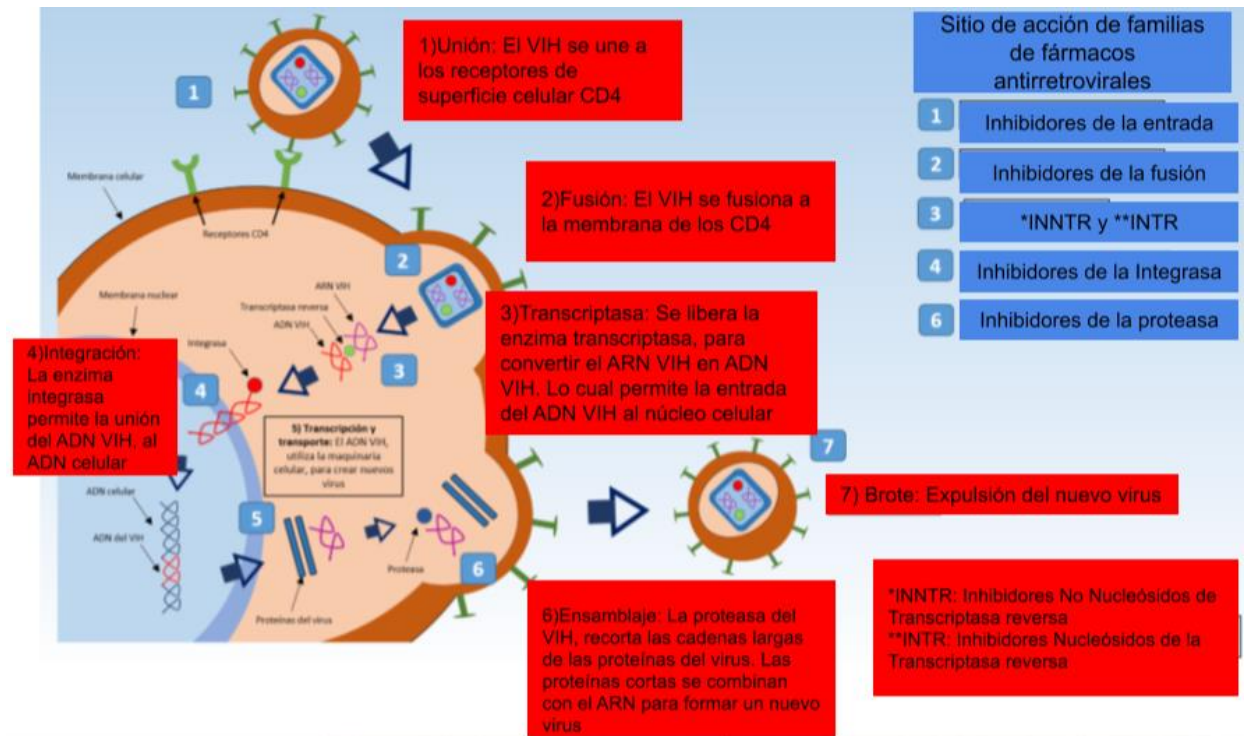 1)Unión: El VIH se une a
los receptores de
superficie celular CD4
Sitio de acción de familias
de fármacos
antirretrovirales
1
1
Inhibidores de la entrada
2
Inhibidores de la fusión
3
*INNTR y **INTR
4
Inhibidores de la Integrasa
6
Inhibidores de la proteasa
Membrana celular
Receptores CD4
2)Fusión: El VIH se fusiona a
la membrana de los CD4
2
ARN VIH
Transcriptasa reversa
ADN VIH
Membrana nuclear
Integrasa
3
3)Transcriptasa: Se libera la
enzima transcriptasa, para
convertir el ARN VIH en ADN
VIH. Lo cual permite la entrada
del ADN VIH al núcleo celular
4)Integración:
La enzima
integrasa
permite la unión
del ADN VIH, al
ADN celular
4
5) Transcripción y
transporte: El ADN VIH,
utiliza la maquinaria
celular, para crear nuevos
virus
ADN celular
ADN del VIH
5
Proteínas del virus
Proteasa
6
7
7) Brote: Expulsión del nuevo virus
6)Ensamblaje: La proteasa del
VIH, recorta las cadenas largas
de las proteínas del virus. Las
proteínas cortas se combinan
con el ARN para formar un nuevo
virus
*INNTR: Inhibidores No Nucleósidos de
Transcriptasa reversa
**INTR: Inhibidores Nucleósidos de la
Transcriptasa reversa